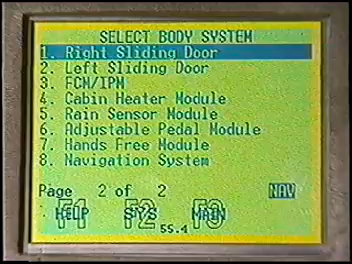 SELECT BODY SYSTEM
1. Right Sliding Door
2. Left Sliding Door
3. FCM/IPM
4. Cabin Heater Module
5. Rain Sensor Module
6. Adjustable Pedal Module
7. Hands Free Module
8. Navigation System
Page 2 of 2 NAV
F1 F2 F3
HELP SYS MAIN
55.4